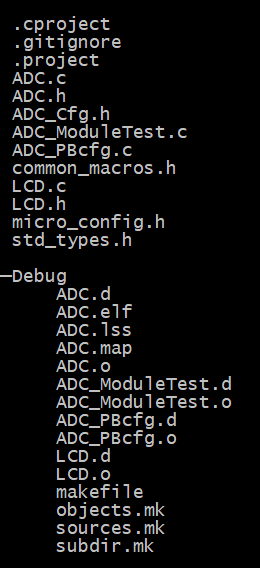 .cproject
.gitignore
.project
ADC.c
ADC.h
ADC_Cfg.h
ADC_ModuleTest.c
ADC_PBcfg.c
common_macros.h
LCD.c
LCD.h
micro_config.h
std_types.h
─Debug
ADC.d
ADC.elf
ADC.lss
ADC.map
ADC.o
ADC_ModuleTest.d
ADC_ModuleTest.o
ADC_PBcfg.d
ADC_PBcfg.o
LCD.d
LCD.o
makefile
objects.mk
sources.mk
subdir.mk